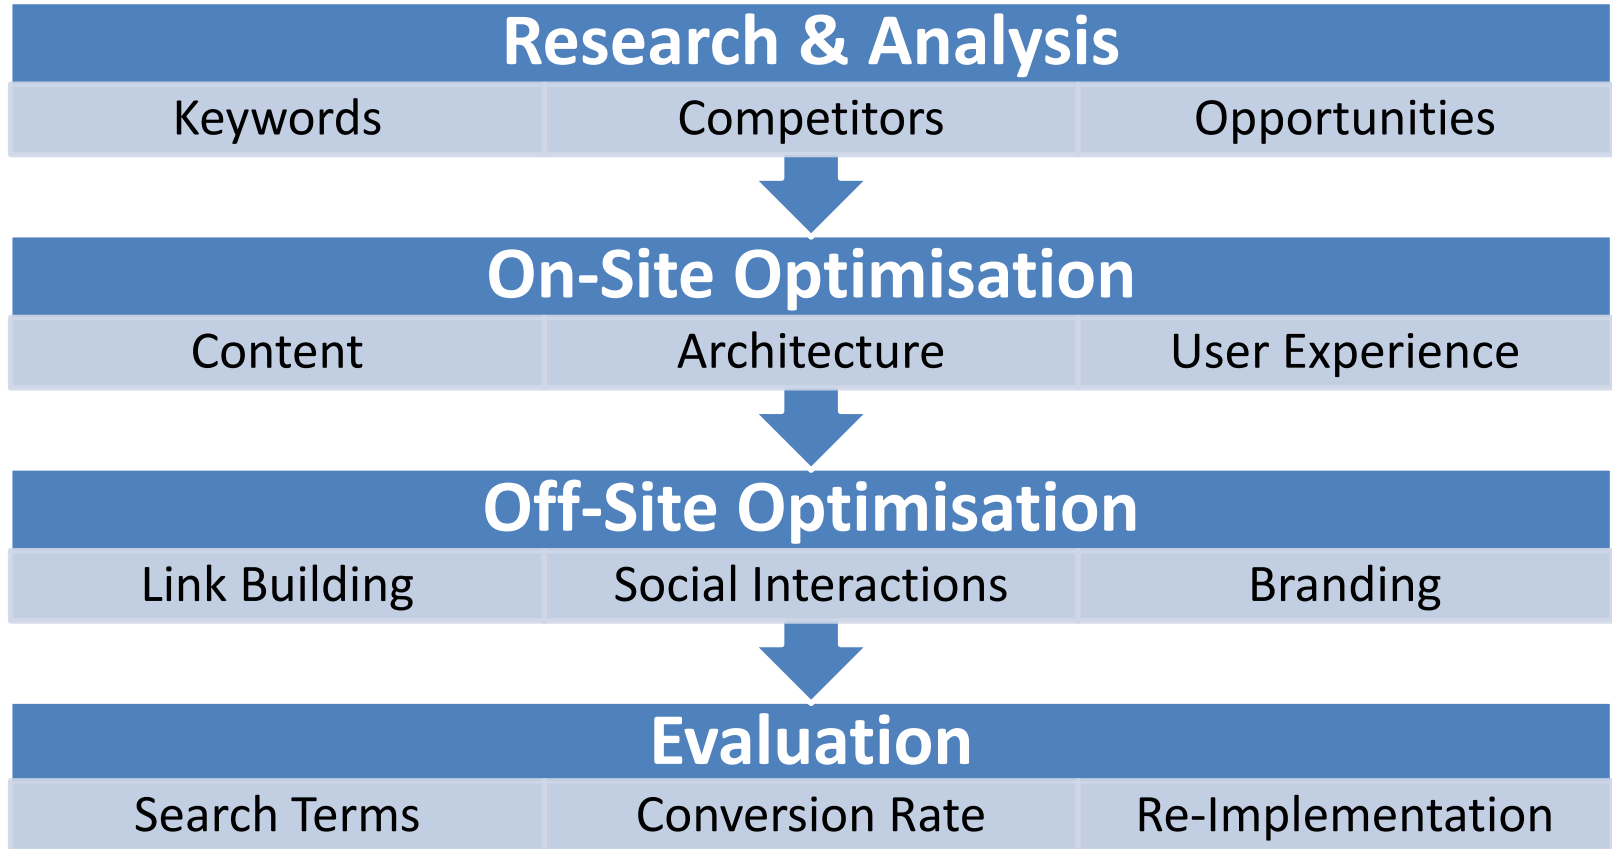 Research & Analysis
Keywords Competitors Opportunities
On-Site Optimisation
Content Architecture User Experience
Off-Site Optimisation
Link Building Social Interactions Branding
Evaluation
Search Terms Conversion Rate Re-Implementation